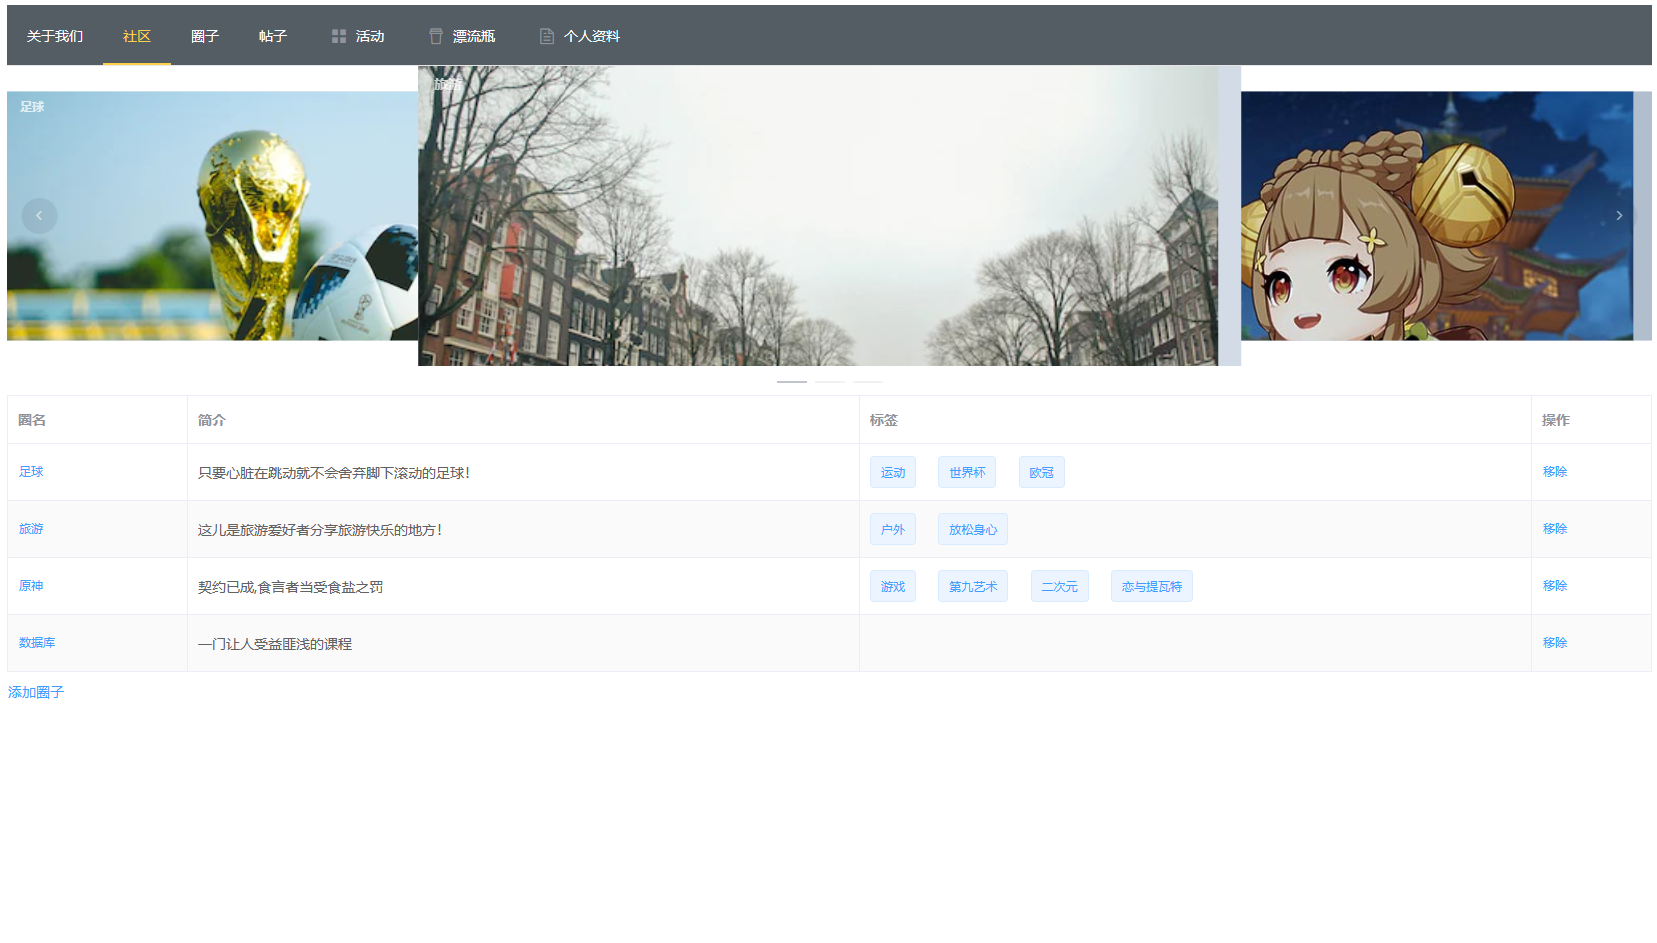 关于我们 社区 圈子 帖子 活动 漂流瓶 个人资料
足球
旅游
圈名 简介 标签 操作
足球 只要心脏在跳动就不会舍弃脚下滚动的足球! 运动 世界杯 欧冠 移除
旅游 这儿是旅游爱好者分享旅游快乐的地方! 户外 放松身心 移除
原神 契约已成,食言者当受食盐之罚 游戏 第九艺术 二次元 恋与提瓦特 移除
数据库 一门让人受益匪浅的课程 移除
添加圈子